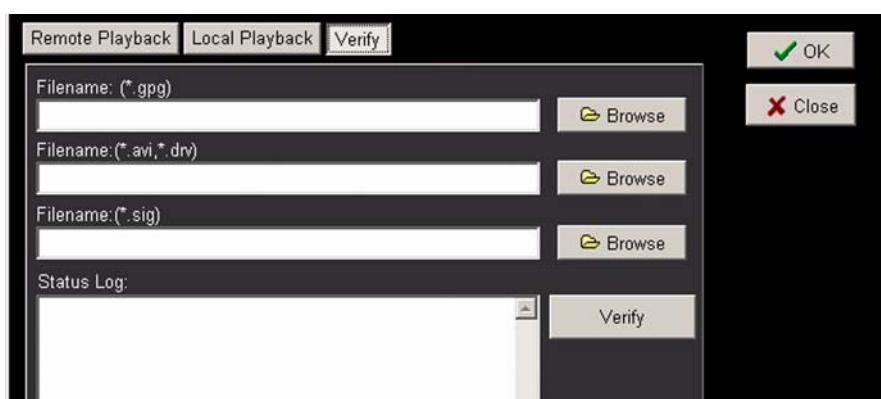 Remote Playback
Local Playback
Verify
OK
Close
Filename: (*.gpg)
Browse
Filename:(*.avi,*.drv)
Browse
Filename:(*.sig)
Browse
Status Log:
Verify